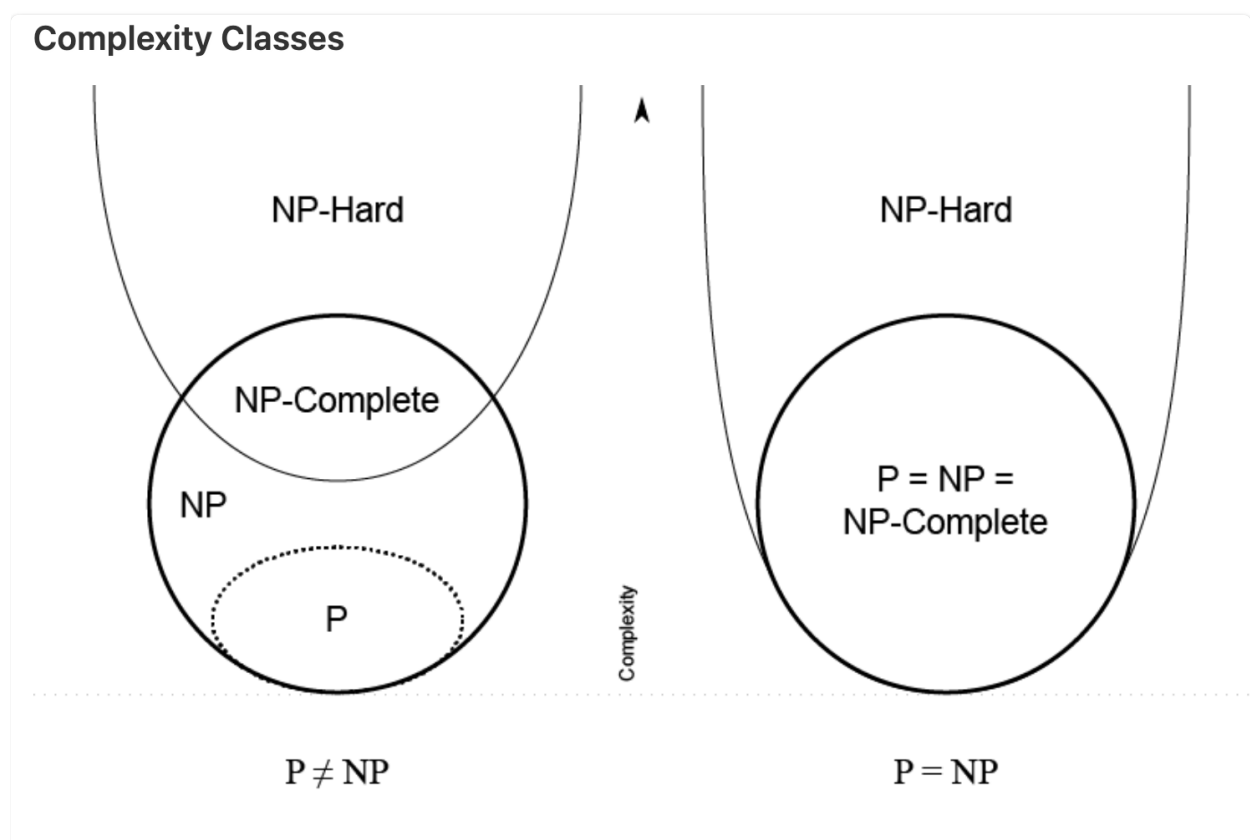 Complexity Classes
NP-Hard
NP-Complete
NP
P
P ≠ NP
Complexity
NP-Hard
P = NP =
NP-Complete
P = NP